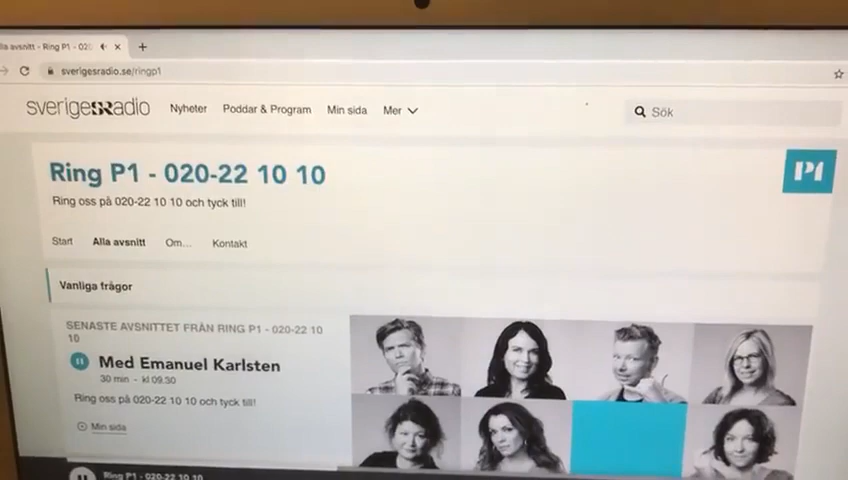 lla avsnitt - Ring P1 - 02
sverigesradio.se/ringp1
sverigesradio
Nyheter Poddar & Program Min sida Mer
Sök
Ring P1 - 020-22 10 10
P1
Ring oss på 020-22 10 10 och tyck till!
Start Alla avsnitt Om... Kontakt
Vanliga frågor
SENASTE AVSNITTET FRÅN RING P1 - 020-22 10
10
Med Emanuel Karlsten
30 min - kl 09.30
Ring oss på 020-22 10 10 och tyck till!
Min sida
Ring P1 - 020-22 10 10